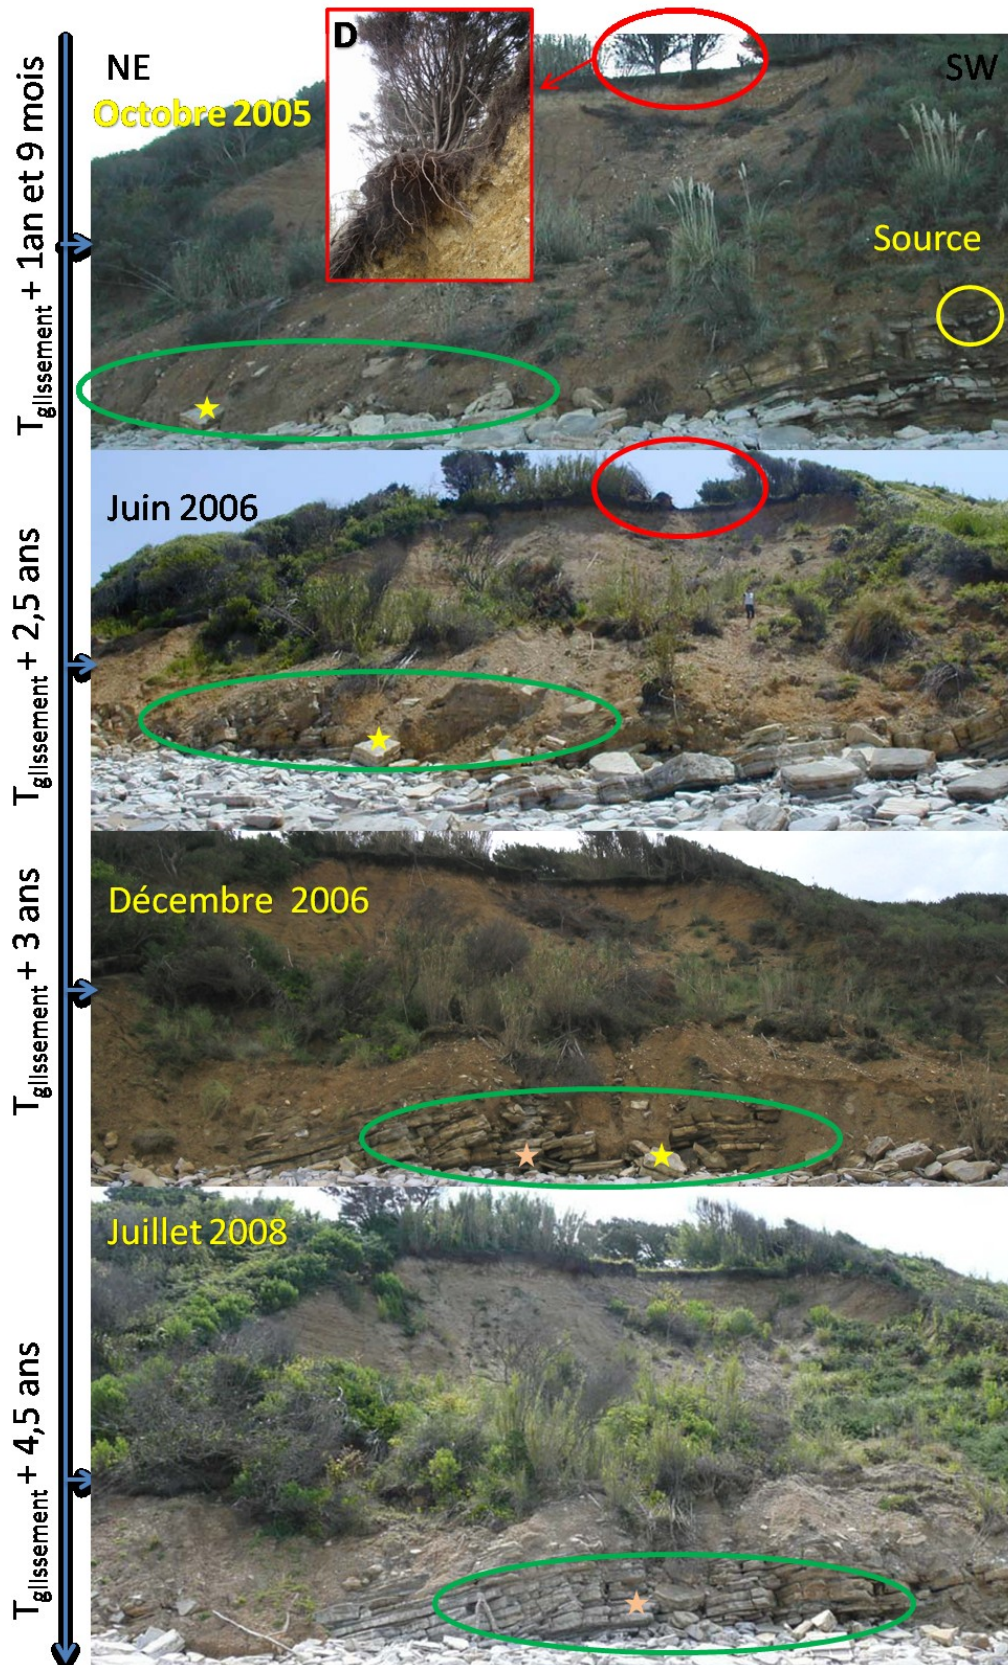 D
NE
SW
Octobre 2005
Source
Tglissement + 1an et 9 mois
Juin 2006
Tglissement + 2,5 ans
Décembre 2006
Tglissement + 3 ans
Juillet 2008
Tglissement + 4,5 ans